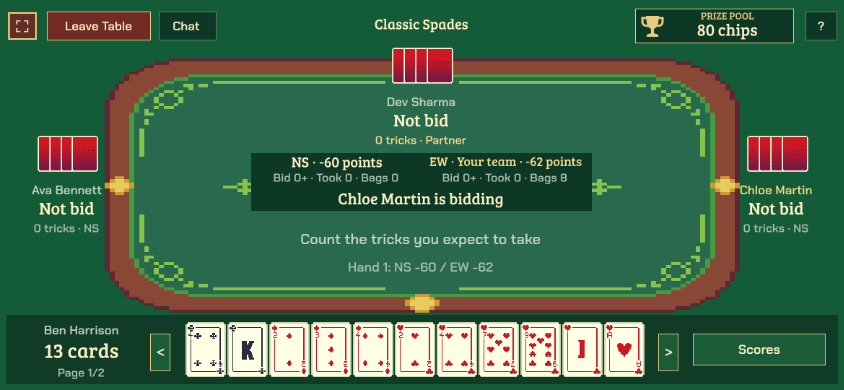 Leave Table
Chat
Classic Spades
PRIZE POOL
80 chips
?
Dev Sharma
Not bid
0 tricks · Partner
Ava Bennett
Not bid
0 tricks · NS
NS · -60 points
Bid 0+ · Took 0 · Bags 0
EW · Your team · -62 points
Bid 0+ · Took 0 · Bags 8
Chloe Martin is bidding
Chloe Martin
Not bid
0 tricks · NS
Count the tricks you expect to take
Hand 1: NS -60 / EW -62
Ben Harrison
13 cards
Page 1/2
<
K
J
>
Scores